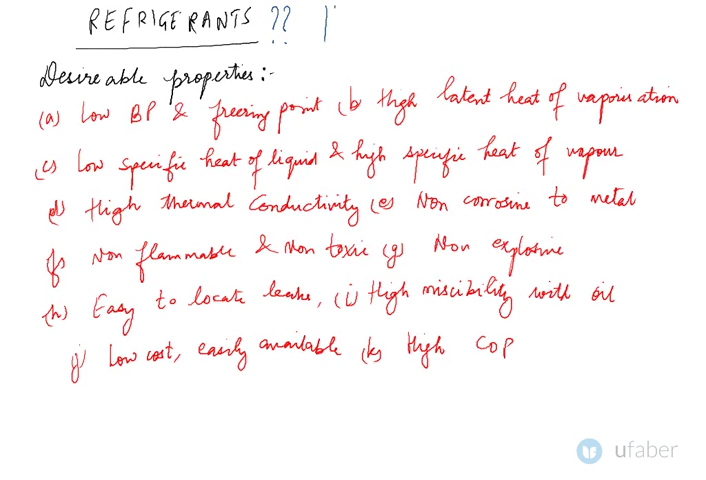 REFRIGERANTS ??
Desireable properties:-
(a) Low BP & freezing point (b) High latent heat of vaporisation
(c) Low specific heat of liquid & high specific heat of vapour
(d) High thermal conductivity (e) Non corrosive to metal
(f) Non flammable & Non toxic (g) Non explosive
(h) Easy to locate leaks, (i) High miscibility with oil
(j) Low cost, easily available (k) High COP
ufaber